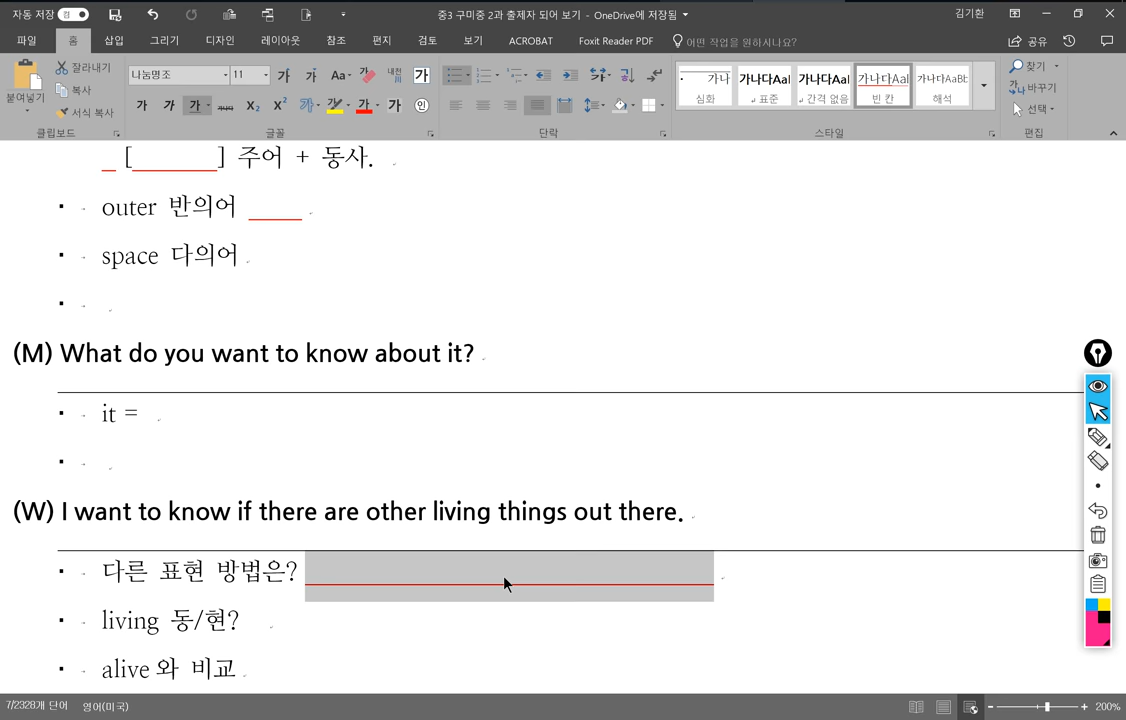 자동 저장 켬 중3 구미중 2과 출제자 되어 보기 - OneDrive에 저장됨 김기환
파일 홈 삽입 그리기 디자인 레이아웃 참조 편지 검토 보기 ACROBAT Foxit Reader PDF 어떤 작업을 원하시나요? 공유
붙여넣기 잘라내기 복사 서식 복사
나눔명조 11
가나 가나다AaI 가나다AaI 가나다AaI 가나다AaBb
심화 표준 간격 없음 빈 칸 해석
찾기 바꾸기 선택
클립보드 글꼴 단락 스타일 편집
_ [_______] 주어 + 동사.
outer 반의어 ____
space 다의어
(M) What do you want to know about it?
it =
(W) I want to know if there are other living things out there.
다른 표현 방법은?
living 동/현?
alive와 비교
7/2328개 단어 영어(미국) 200%